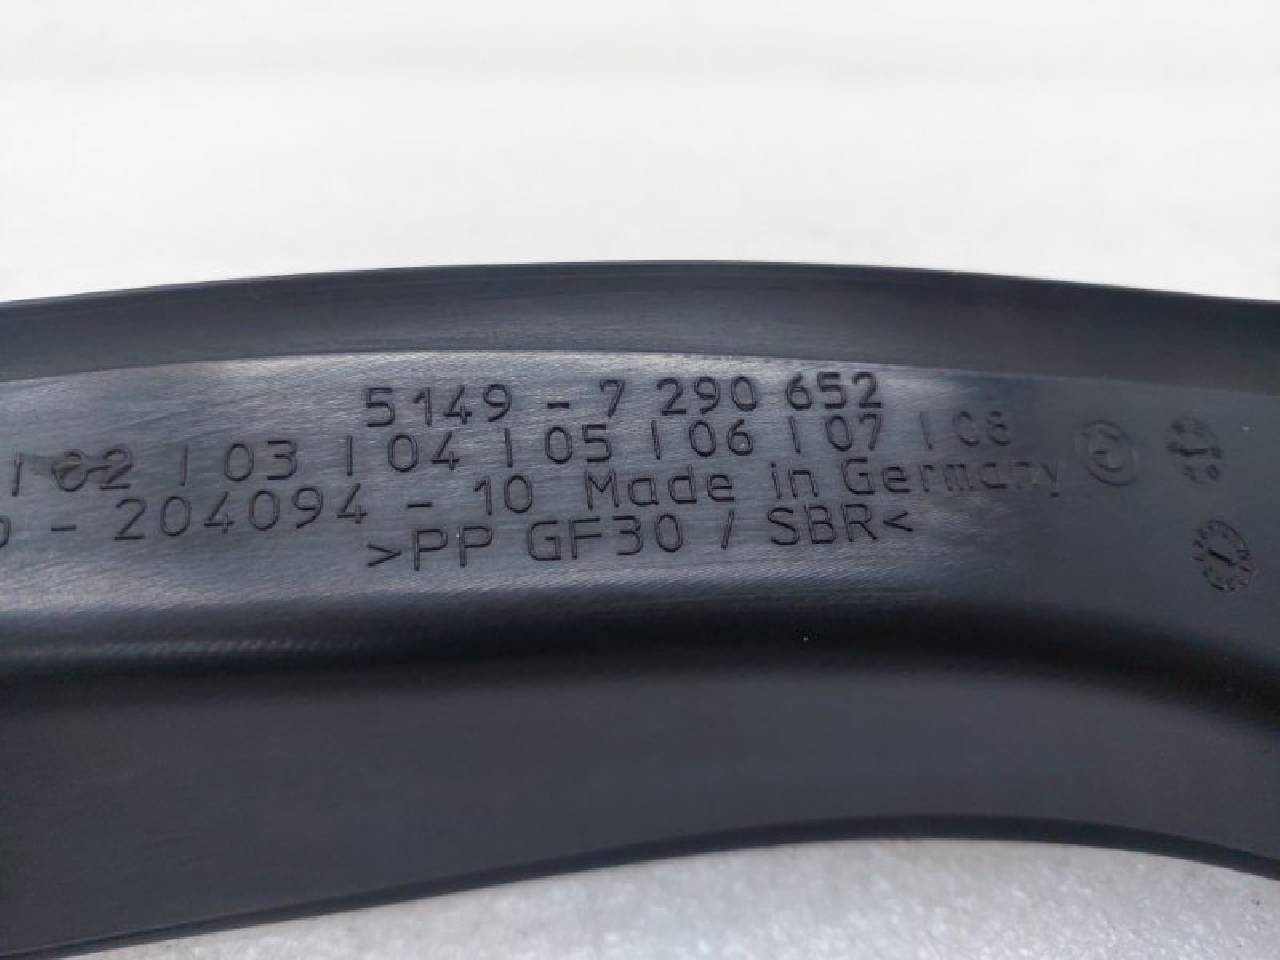 5149 - 7 290 652
| 02 | 03 | 04 | 05 | 06 | 07 | 08
- 204094 - 10 Made in Germany
>PP GF30 / SBR<